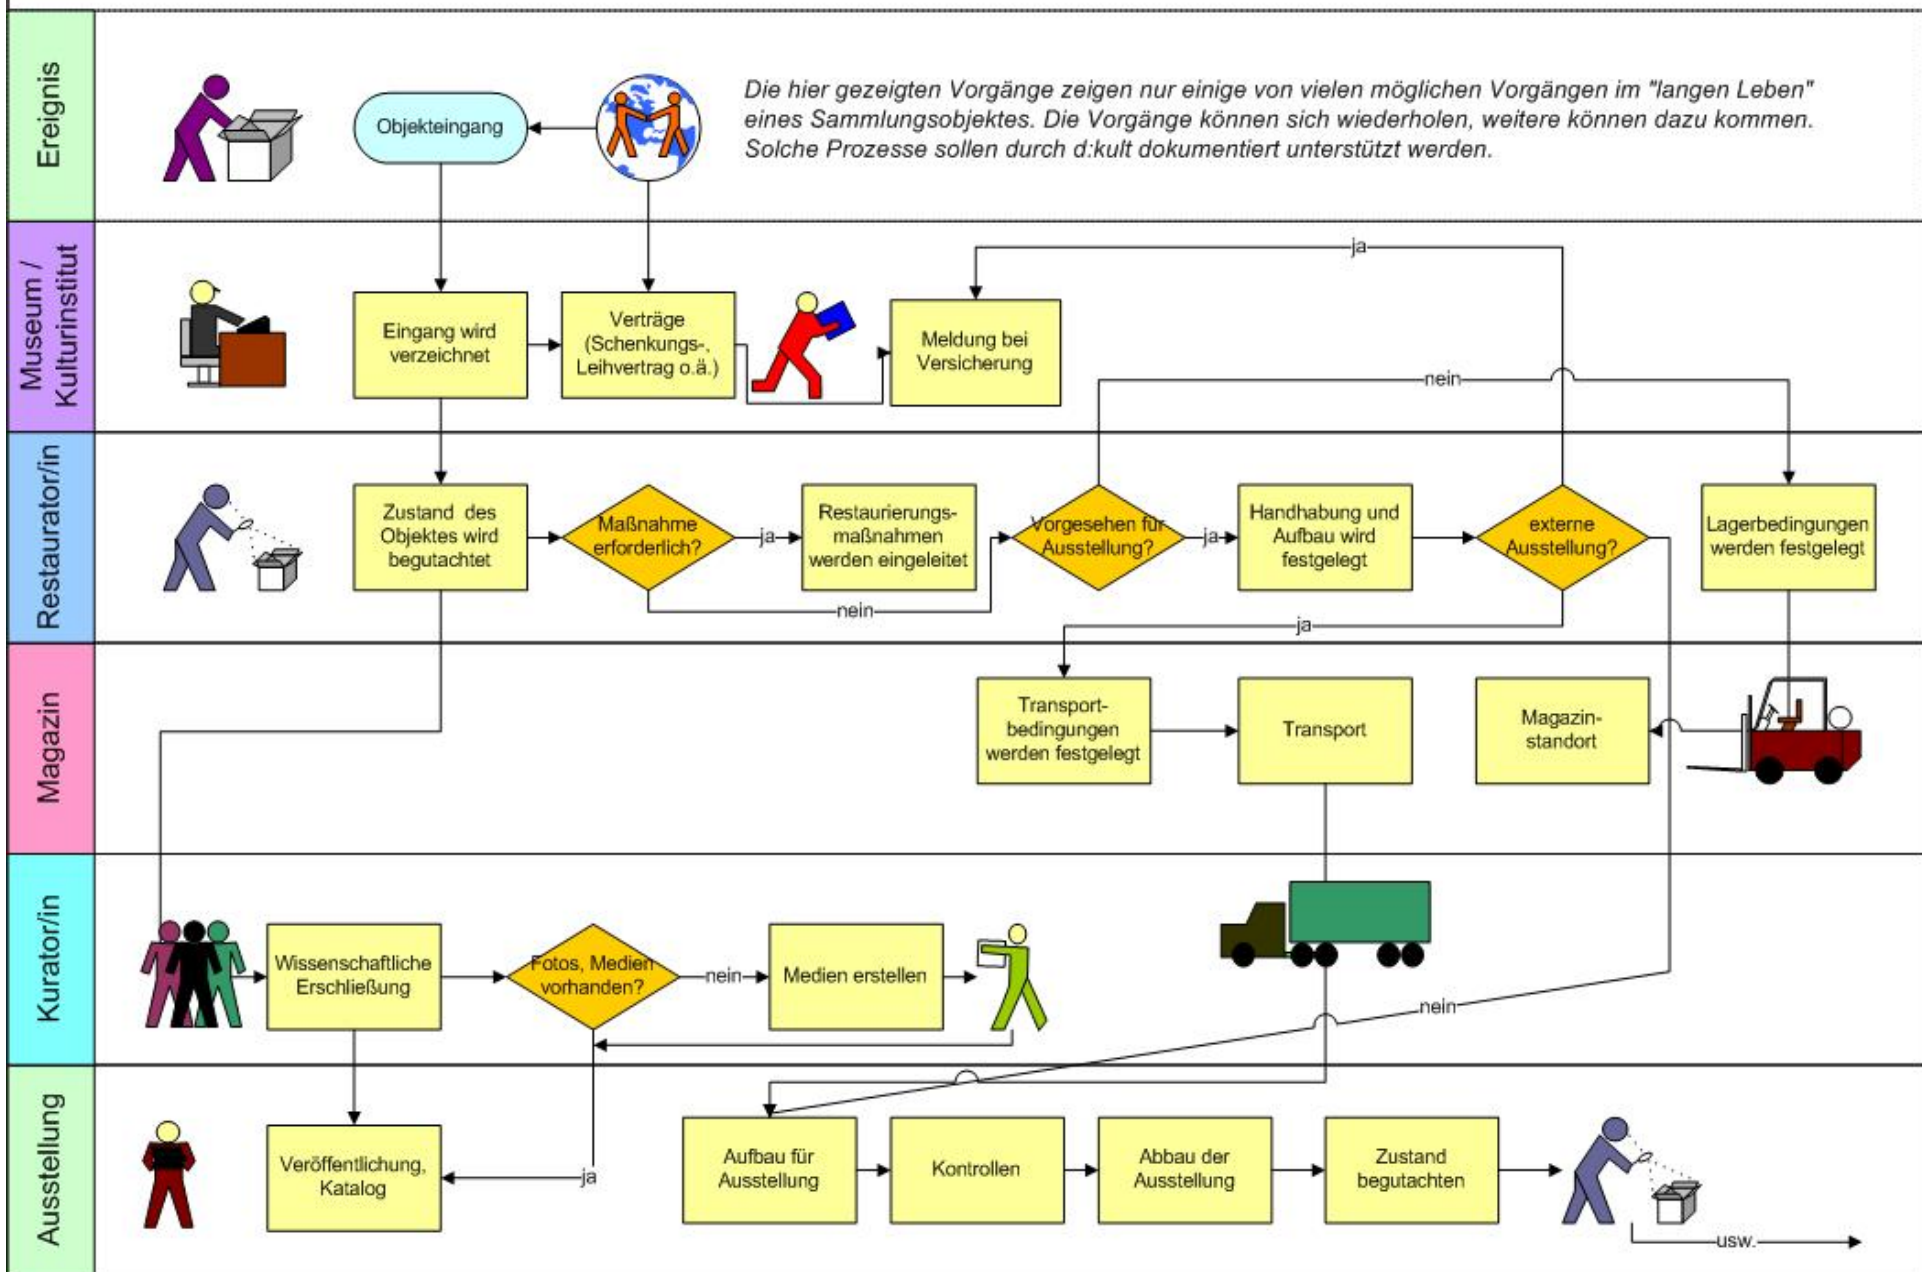 Ereignis
Objekteingang
Die hier gezeigten Vorgänge zeigen nur einige von vielen möglichen Vorgängen im "langen Leben"
eines Sammlungsobjektes. Die Vorgänge können sich wiederholen, weitere können dazu kommen.
Solche Prozesse sollen durch d:kult dokumentiert unterstützt werden.
Museum /
Kulturinstitut
Eingang wird
verzeichnet
Verträge
(Schenkungs-,
Leihvertrag o.ä.)
Meldung bei
Versicherung
ja
nein
Restaurator/in
Zustand des
Objektes wird
begutachtet
Maßnahme
erforderlich?
ja
Restaurierungs-
maßnahmen
werden eingeleitet
nein
Vorgesehen für
Ausstellung?
ja
Handhabung und
Aufbau wird
festgelegt
externe
Ausstellung?
Lagerbedingungen
werden festgelegt
ja
Magazin
Transport-
bedingungen
werden festgelegt
Transport
Magazin-
standort
Kurator/in
Wissenschaftliche
Erschließung
Fotos, Medien
vorhanden?
nein
Medien erstellen
nein
Ausstellung
Veröffentlichung,
Katalog
ja
Aufbau für
Ausstellung
Kontrollen
Abbau der
Ausstellung
Zustand
begutachten
usw.